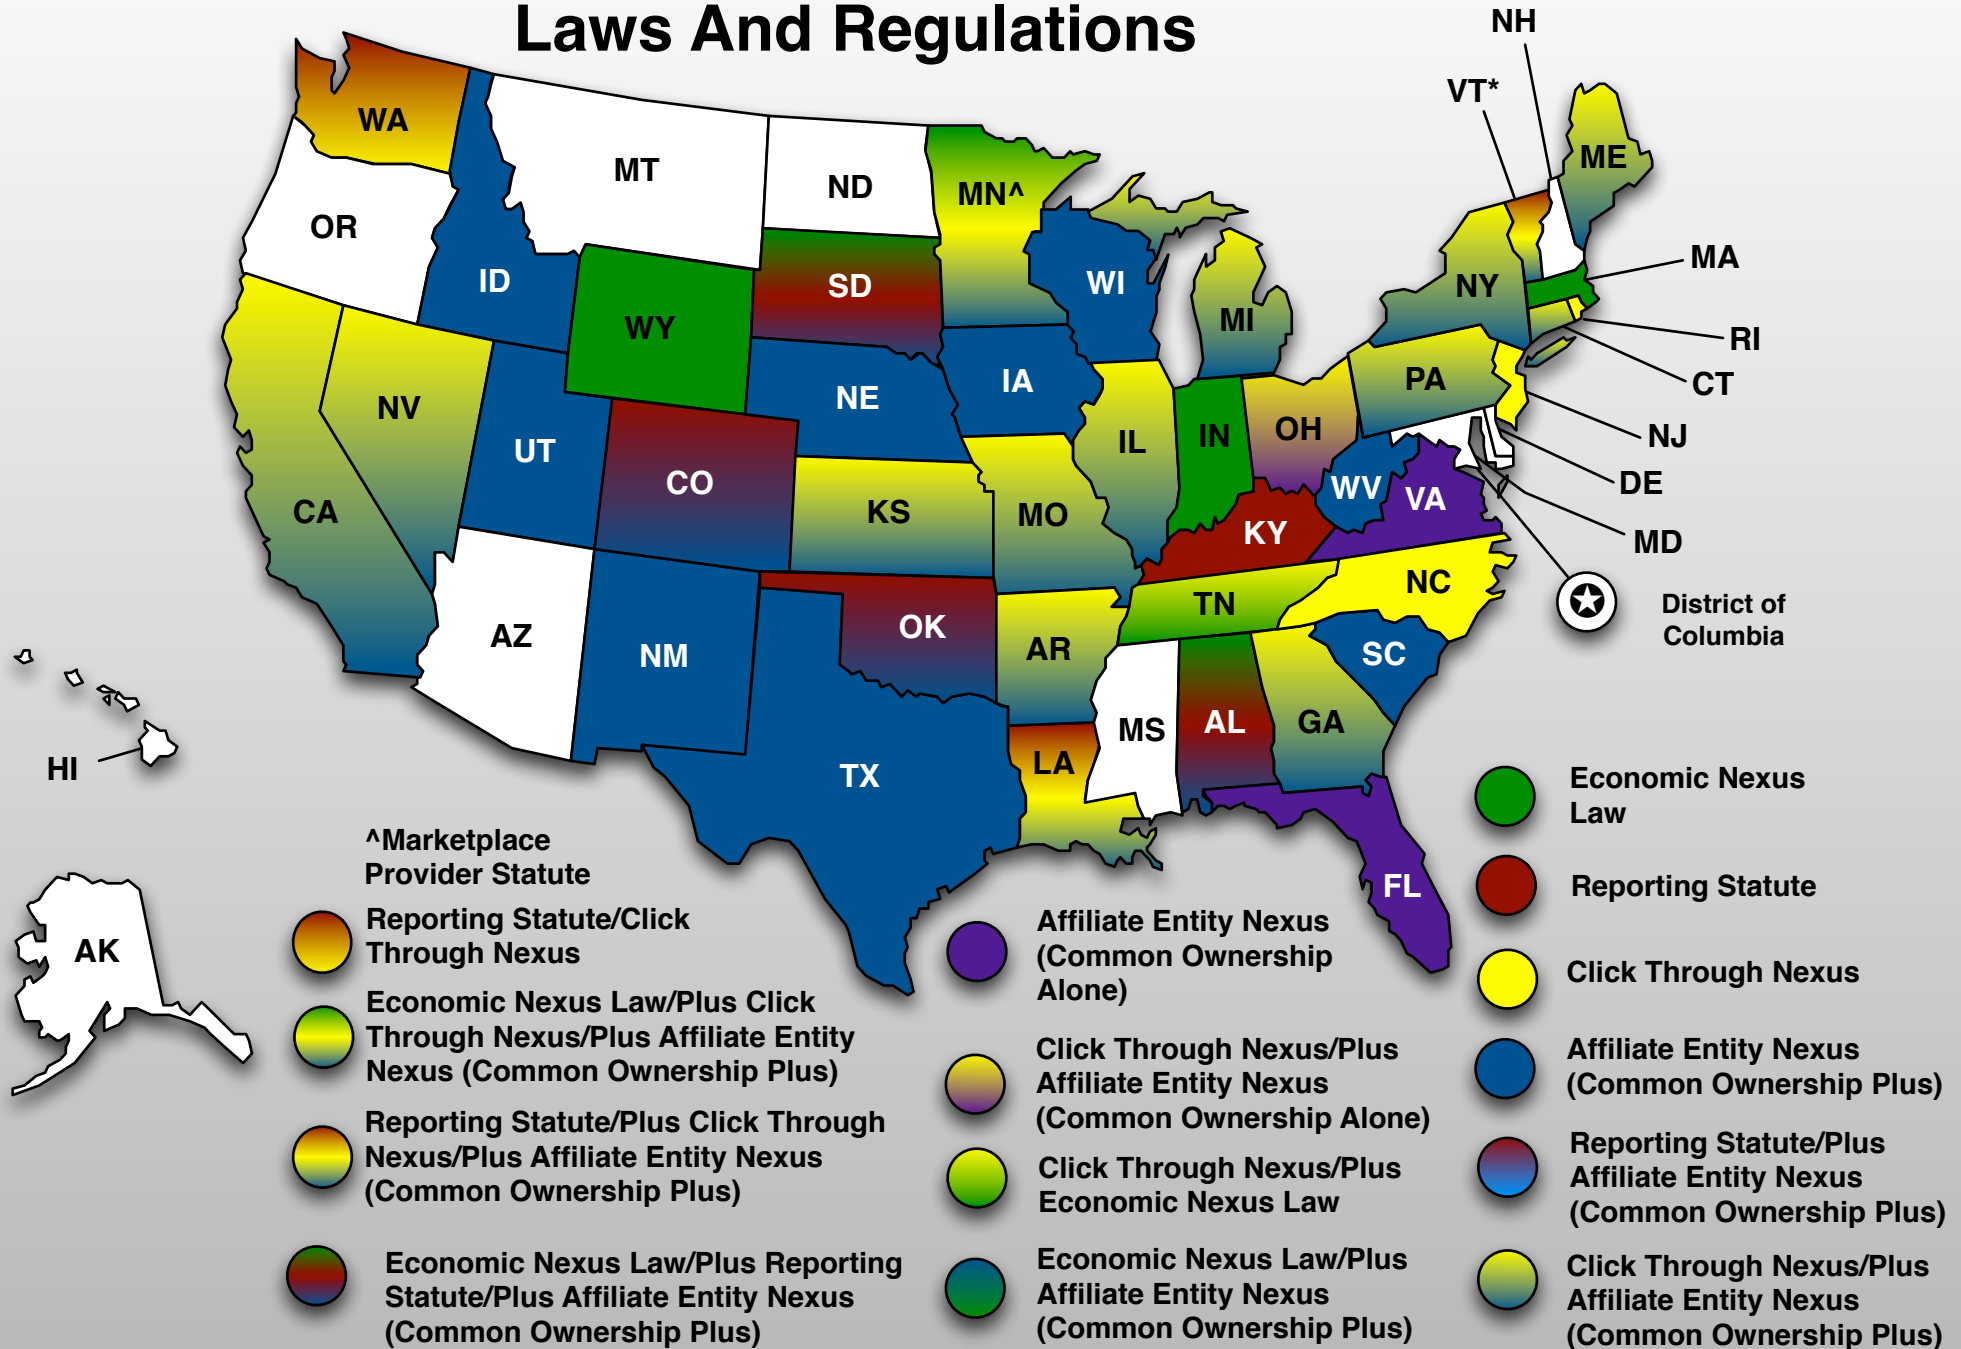 Laws And Regulations
NH
VT*
WA
ME
MT
ND
MN^
OR
MA
ID
SD
WI
NY
WY
MI
RI
CT
IA
PA
NE
NV
NJ
UT
IL
IN
OH
CO
DE
WV
VA
CA
KS
MO
KY
MD
NC
TN
District of
Columbia
AZ
OK
NM
AR
SC
MS
AL
GA
HI
LA
TX
FL
AK
^Marketplace
Provider Statute
Reporting Statute/Click
Through Nexus
Economic Nexus Law/Plus Click
Through Nexus/Plus Affiliate Entity
Nexus (Common Ownership Plus)
Reporting Statute/Plus Click Through
Nexus/Plus Affiliate Entity Nexus
(Common Ownership Plus)
Economic Nexus Law/Plus Reporting
Statute/Plus Affiliate Entity Nexus
(Common Ownership Plus)
Affiliate Entity Nexus
(Common Ownership
Alone)
Click Through Nexus/Plus
Affiliate Entity Nexus
(Common Ownership Alone)
Click Through Nexus/Plus
Economic Nexus Law
Economic Nexus Law/Plus
Affiliate Entity Nexus
(Common Ownership Plus)
Economic Nexus
Law
Reporting Statute
Click Through Nexus
Affiliate Entity Nexus
(Common Ownership Plus)
Reporting Statute/Plus
Affiliate Entity Nexus
(Common Ownership Plus)
Click Through Nexus/Plus
Affiliate Entity Nexus
(Common Ownership Plus)